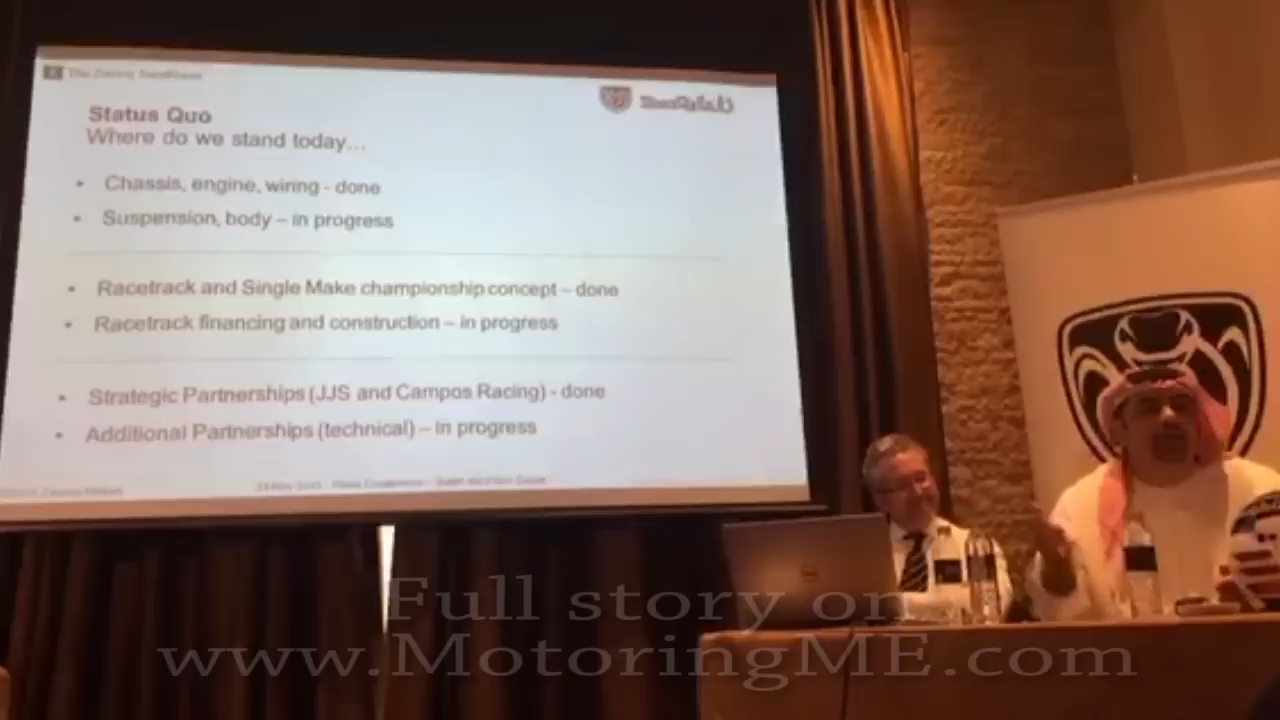 Status Quo
Where do we stand today...
• Chassis, engine, wiring - done
• Suspension, body – in progress
• Racetrack and Single Make championship concept – done
• Racetrack financing and construction – in progress
• Strategic Partnerships (JJS and Campos Racing) - done
• Additional Partnerships (technical) – in progress
Full story on
www.MotoringME.com